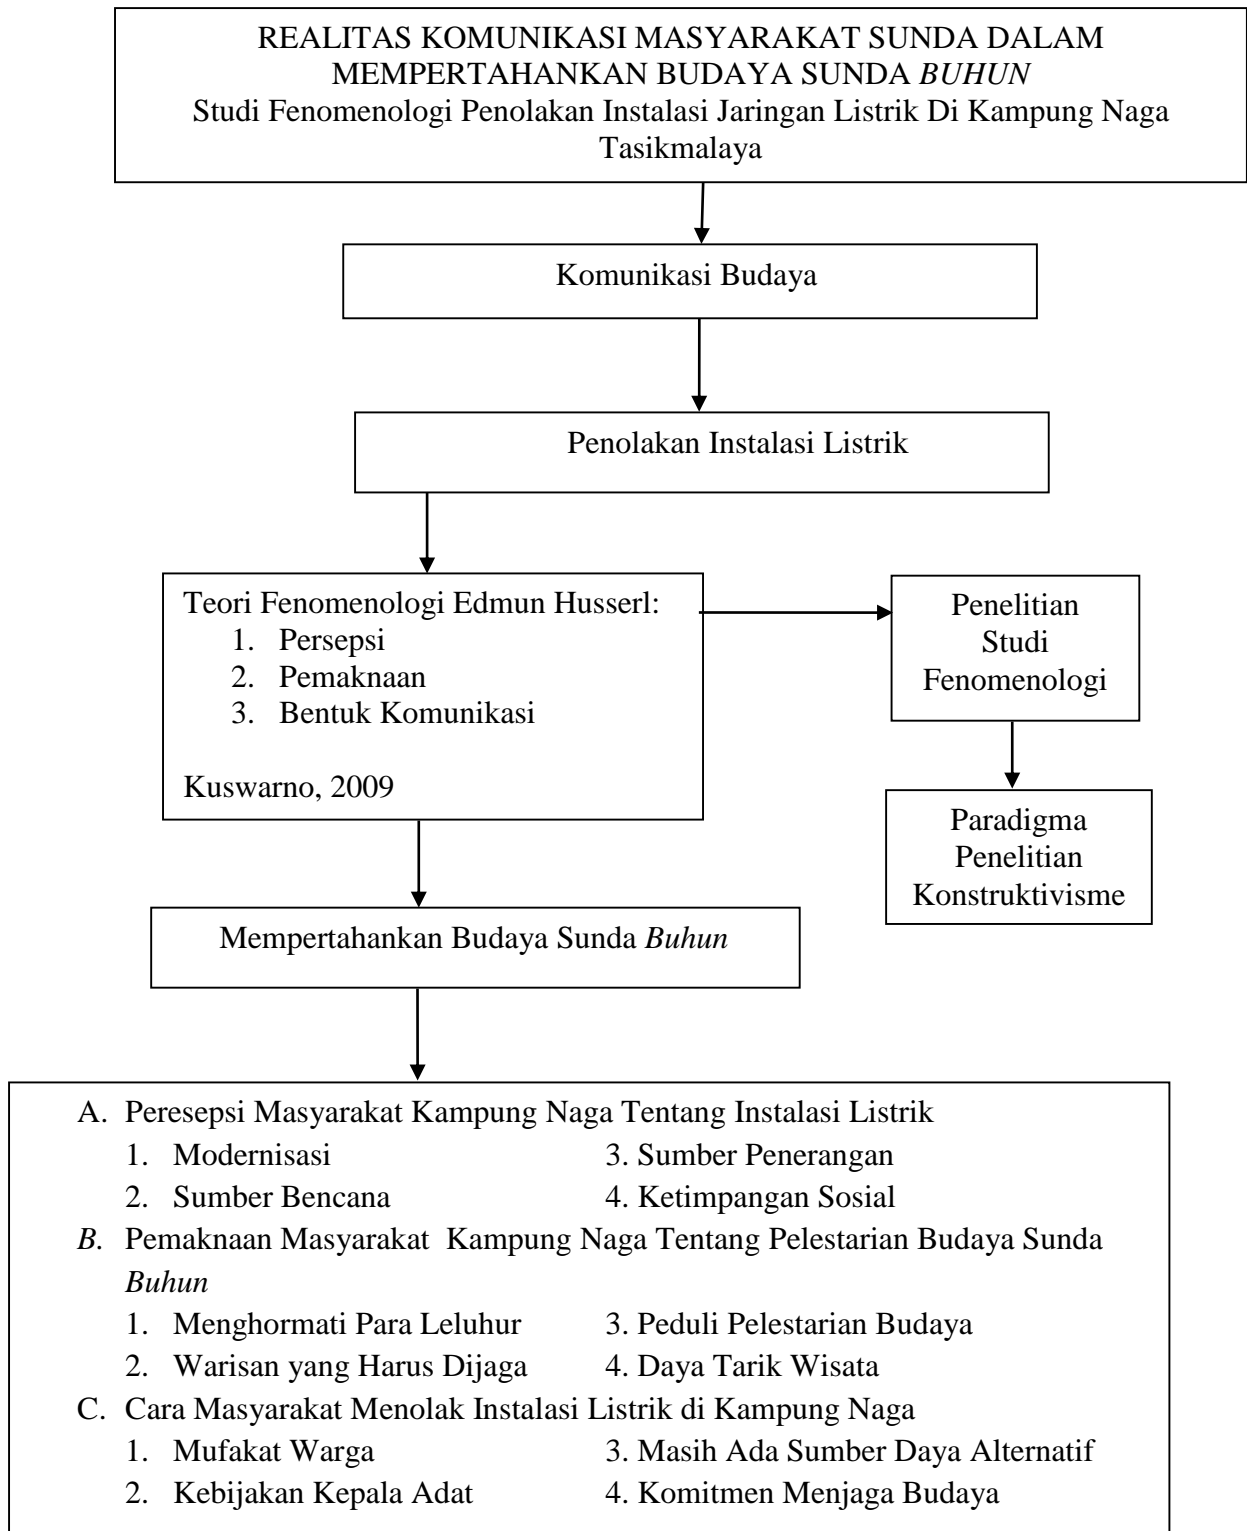 REALITAS KOMUNIKASI MASYARAKAT SUNDA DALAM
MEMPERTAHANKAN BUDAYA SUNDA BUHUN
Studi Fenomenologi Penolakan Instalasi Jaringan Listrik Di Kampung Naga
Tasikmalaya
Komunikasi Budaya
Penolakan Instalasi Listrik
Teori Fenomenologi Edmun Husserl:
1. Persepsi
2. Pemaknaan
3. Bentuk Komunikasi
Kuswarno, 2009
Penelitian
Studi
Fenomenologi
Paradigma
Penelitian
Konstruktivisme
Mempertahankan Budaya Sunda Buhun
A. Peresepsi Masyarakat Kampung Naga Tentang Instalasi Listrik
1. Modernisasi 3. Sumber Penerangan
2. Sumber Bencana 4. Ketimpangan Sosial
B. Pemaknaan Masyarakat Kampung Naga Tentang Pelestarian Budaya Sunda
Buhun
1. Menghormati Para Leluhur 3. Peduli Pelestarian Budaya
2. Warisan yang Harus Dijaga 4. Daya Tarik Wisata
C. Cara Masyarakat Menolak Instalasi Listrik di Kampung Naga
1. Mufakat Warga 3. Masih Ada Sumber Daya Alternatif
2. Kebijakan Kepala Adat 4. Komitmen Menjaga Budaya